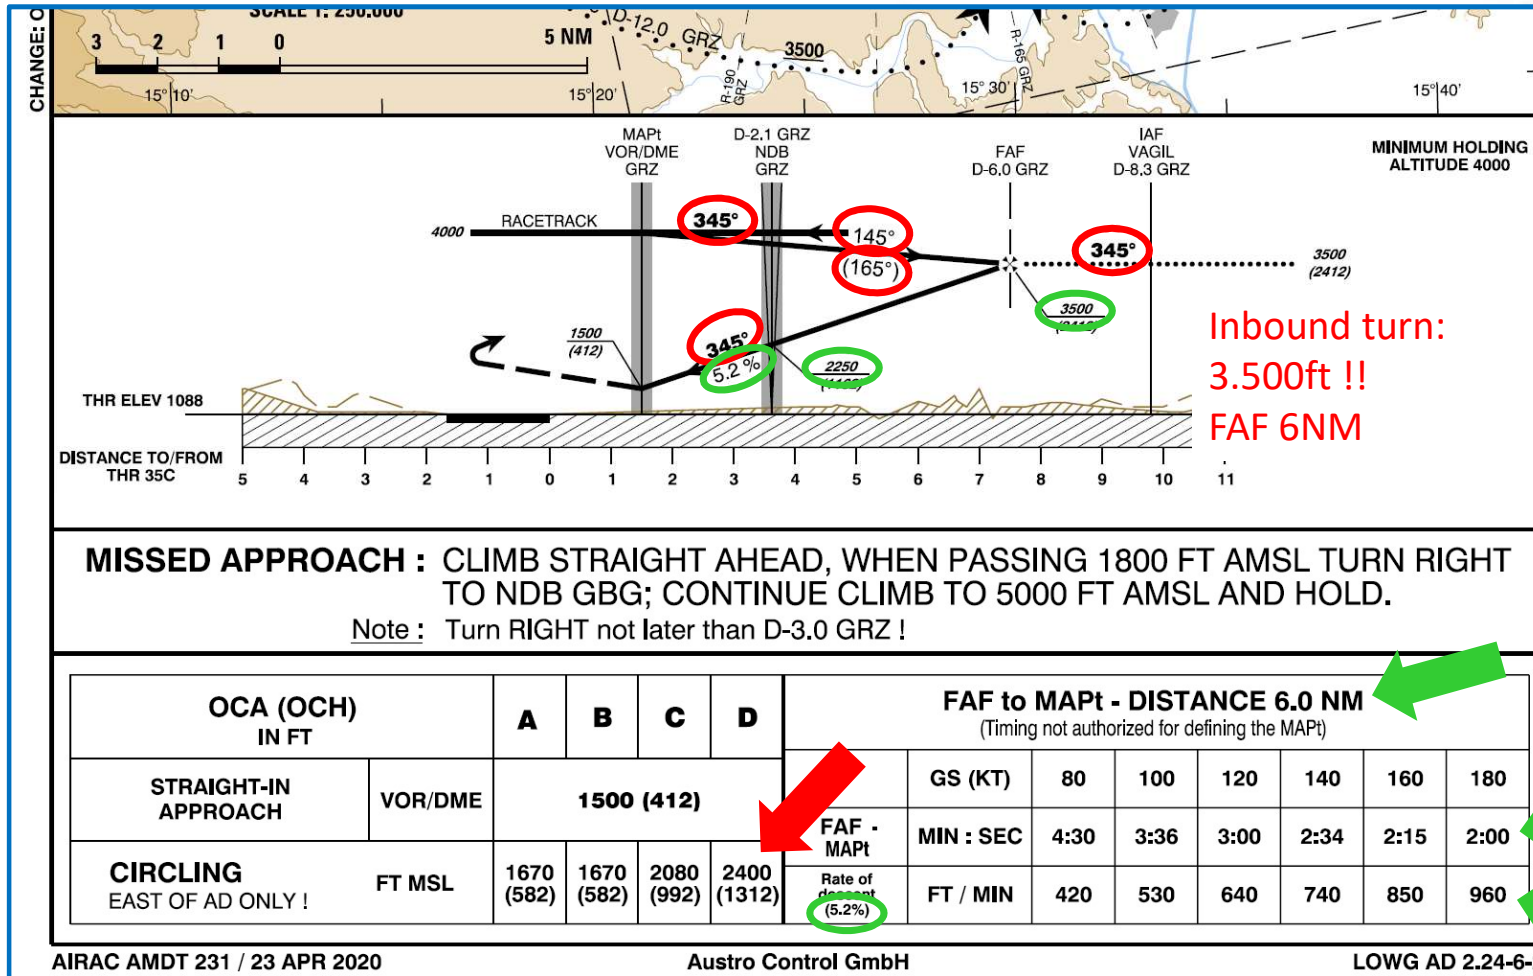 CHANGE: O
SCALE 1: 250.000
3 2 1 0 5 NM
D-12.0 GRZ
3500
R-190 GRZ
R-165 GRZ
15° 10'
15° 20'
15° 30'
15° 40'
MAPt
VOR/DME
GRZ
D-2.1 GRZ
NDB
GRZ
FAF
D-6.0 GRZ
IAF
VAGIL
D-8.3 GRZ
MINIMUM HOLDING
ALTITUDE 4000
4000
RACETRACK
345°
145°
(165°)
345°
3500
(2412)
3500
1500
(412)
345°
5.2 %
2250
Inbound turn:
3.500ft !!
FAF 6NM
THR ELEV 1088
DISTANCE TO/FROM
THR 35C
5 4 3 2 1 0 1 2 3 4 5 6 7 8 9 10 11
MISSED APPROACH : CLIMB STRAIGHT AHEAD, WHEN PASSING 1800 FT AMSL TURN RIGHT
TO NDB GBG; CONTINUE CLIMB TO 5000 FT AMSL AND HOLD.
Note : Turn RIGHT not later than D-3.0 GRZ !
OCA (OCH)
IN FT
A B C D
STRAIGHT-IN
APPROACH
VOR/DME
1500 (412)
CIRCLING
EAST OF AD ONLY !
FT MSL
1670 1670 2080 2400
(582) (582) (992) (1312)
FAF to MAPt - DISTANCE 6.0 NM
(Timing not authorized for defining the MAPt)
GS (KT) 80 100 120 140 160 180
FAF -
MAPt
MIN : SEC 4:30 3:36 3:00 2:34 2:15 2:00
Rate of
descent
(5.2%)
FT / MIN 420 530 640 740 850 960
AIRAC AMDT 231 / 23 APR 2020
Austro Control GmbH
LOWG AD 2.24-6-